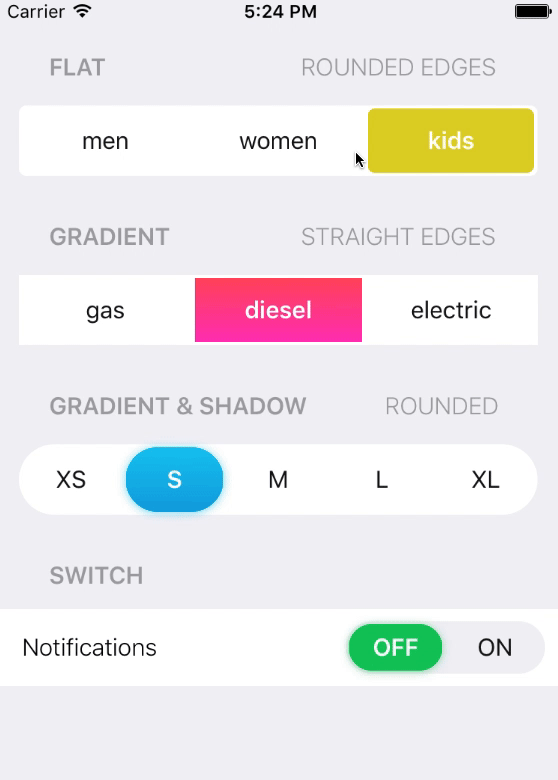 Carrier 5:24 PM
FLAT ROUNDED EDGES
men women kids
GRADIENT STRAIGHT EDGES
gas diesel electric
GRADIENT & SHADOW ROUNDED
XS S M L XL
SWITCH
Notifications OFF ON